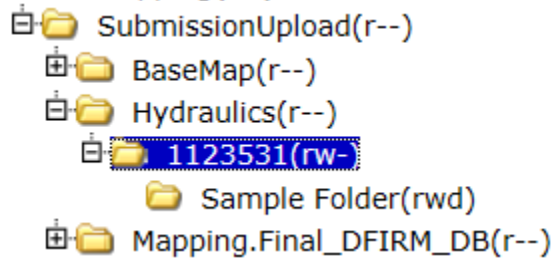 SubmissionUpload(r--)
BaseMap(r--)
Hydraulics(r--)
1123531(rw-)
Sample Folder(rwd)
Mapping.Final_DFIRM_DB(r--)